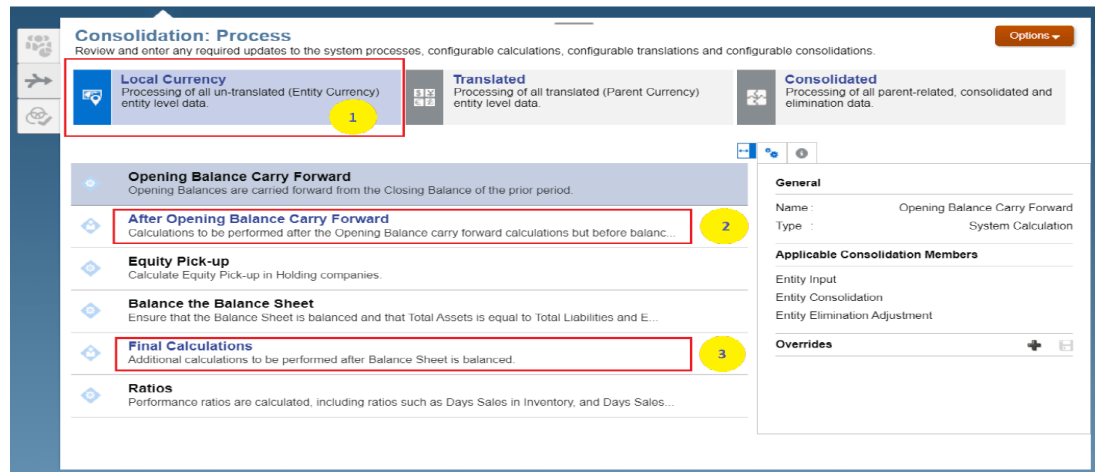 Consolidation: Process
Review and enter any required updates to the system processes, configurable calculations, configurable translations and configurable consolidations.
Options
Local Currency
Processing of all un-translated (Entity Currency)
entity level data.
1
Translated
Processing of all translated (Parent Currency)
entity level data.
Consolidated
Processing of all parent-related, consolidated and
elimination data.
Opening Balance Carry Forward
Opening Balances are carried forward from the Closing Balance of the prior period.
After Opening Balance Carry Forward
Calculations to be performed after the Opening Balance carry forward calculations but before balanc...
2
Equity Pick-up
Calculate Equity Pick-up in Holding companies.
Balance the Balance Sheet
Ensure that the Balance Sheet is balanced and that Total Assets is equal to Total Liabilities and E...
Final Calculations
Additional calculations to be performed after Balance Sheet is balanced.
3
Ratios
Performance ratios are calculated, including ratios such as Days Sales in Inventory, and Days Sales...
General
Name : Opening Balance Carry Forward
Type : System Calculation
Applicable Consolidation Members
Entity Input
Entity Consolidation
Entity Elimination Adjustment
Overrides